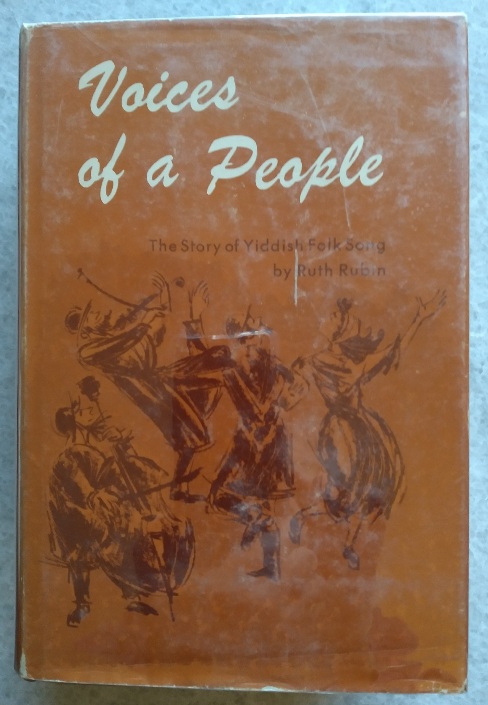 Voices
of a People
The Story of Yiddish Folk Song
by Ruth Rubin